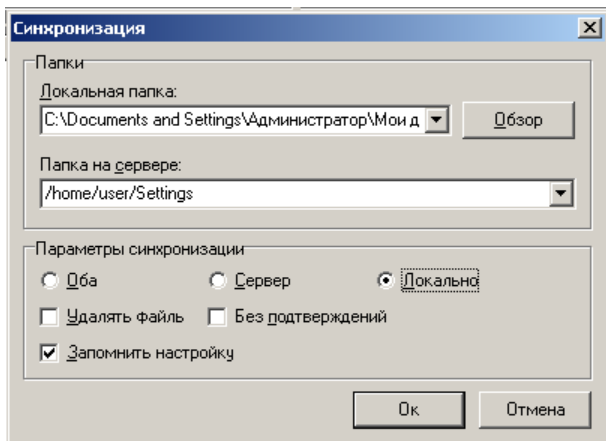 Синхронизация
Папки
Локальная папка:
C:\Documents and Settings\Администратор\Мои д
Обзор
Папка на сервере:
/home/user/Settings
Параметры синхронизации
Оба Сервер Локально
Удалять файль Без подтверждений
Запомнить настройку
Ок Отмена